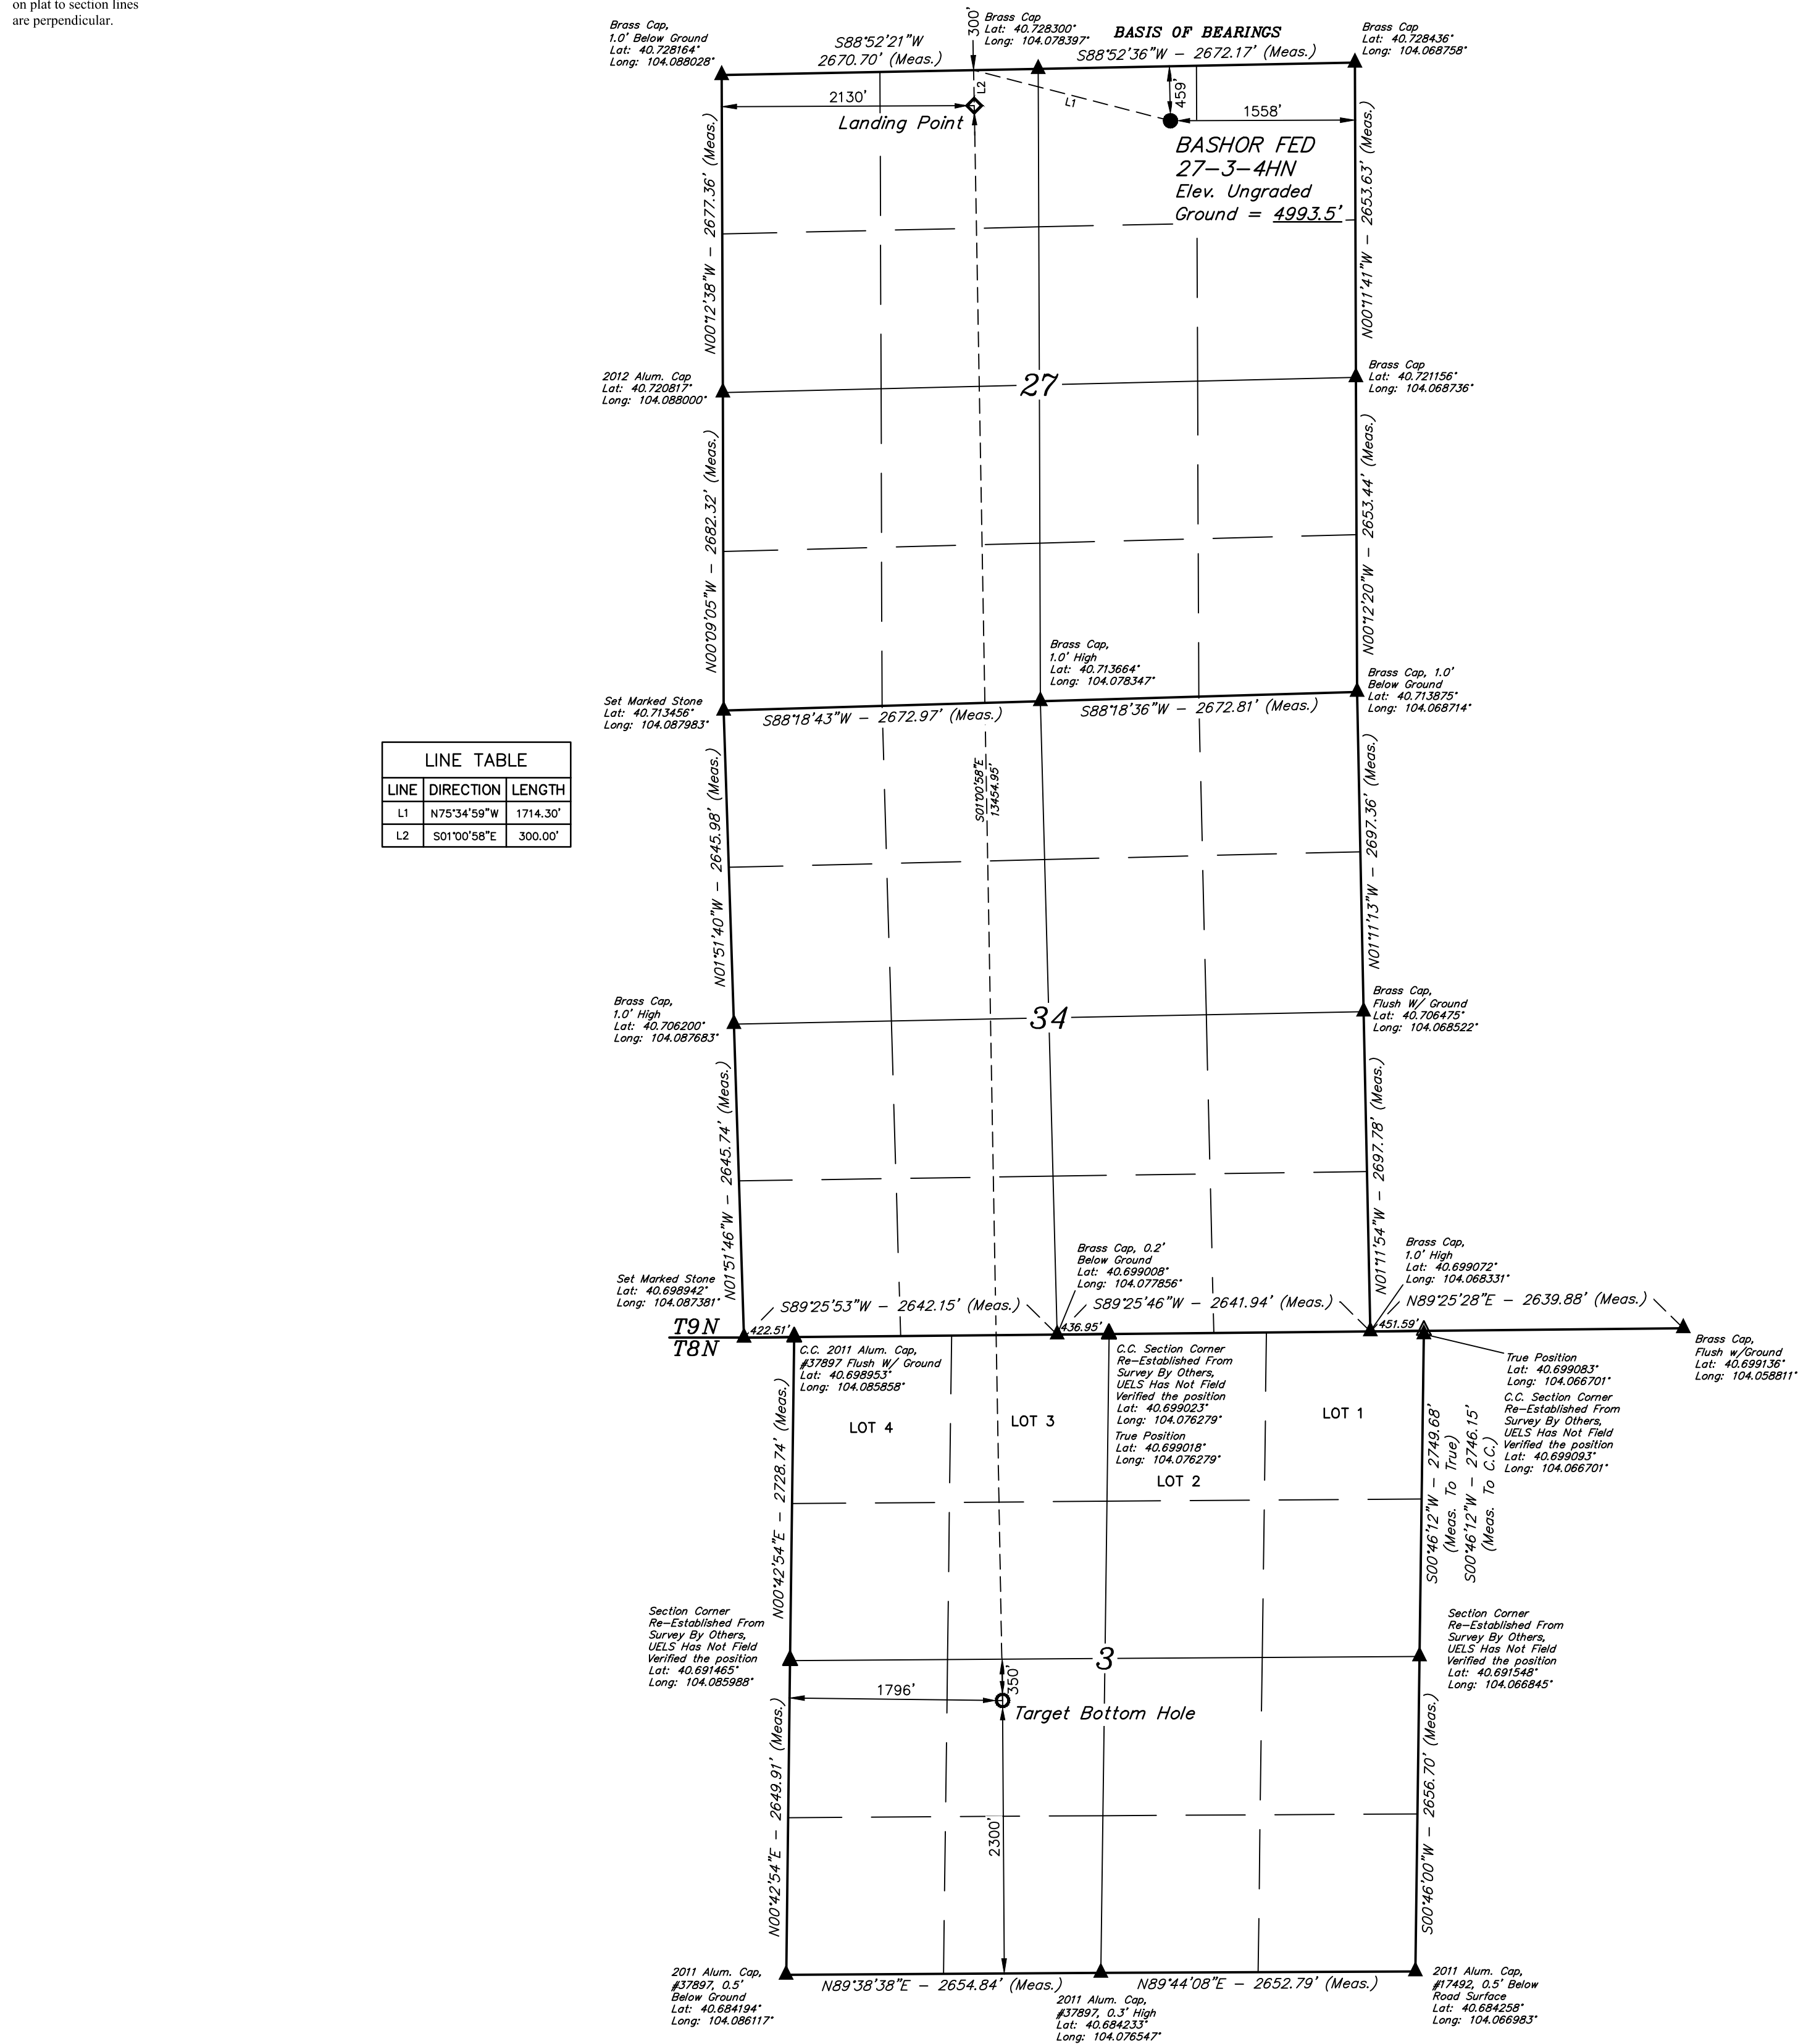 on plat to section lines
are perpendicular.
Brass Cap,
1.0' Below Ground
Lat: 40.728164°
Long: 104.088028°
S88°52'21"W
2670.70' (Meas.)
300'
Brass Cap
Lat: 40.728300°
Long: 104.078397°
BASIS OF BEARINGS
S88°52'36"W - 2672.17' (Meas.)
Brass Cap
Lat: 40.728436°
Long: 104.068758°
2130'
L2
L1
459'
1558'
Landing Point
BASHOR FED
27-3-4HN
Elev. Ungraded
Ground = 4993.5'
N00°12'38"W - 2677.36' (Meas.)
N00°11'41"W - 2653.63' (Meas.)
2012 Alum. Cap
Lat: 40.720817°
Long: 104.088000°
27
Brass Cap
Lat: 40.721156°
Long: 104.068736°
N00°09'05"W - 2682.32' (Meas.)
N00°12'20"W - 2653.44' (Meas.)
Brass Cap,
1.0' High
Lat: 40.713664°
Long: 104.078347°
Set Marked Stone
Lat: 40.713456°
Long: 104.087983°
Brass Cap, 1.0'
Below Ground
Lat: 40.713875°
Long: 104.068714°
S88°18'43"W - 2672.97' (Meas.)
S88°18'36"W - 2672.81' (Meas.)
LINE TABLE
LINE DIRECTION LENGTH
L1 N75°34'59"W 1714.30'
L2 S01°00'58"E 300.00'
S01°00'58"E
13454.95'
N01°51'40"W - 2645.98' (Meas.)
N01°11'13"W - 2697.36' (Meas.)
Brass Cap,
1.0' High
Lat: 40.706200°
Long: 104.087683°
34
Brass Cap,
Flush W/ Ground
Lat: 40.706475°
Long: 104.068522°
N01°51'46"W - 2645.74' (Meas.)
N01°11'54"W - 2697.78' (Meas.)
Set Marked Stone
Lat: 40.698942°
Long: 104.087381°
Brass Cap, 0.2'
Below Ground
Lat: 40.699008°
Long: 104.077856°
Brass Cap,
1.0' High
Lat: 40.699072°
Long: 104.068331°
S89°25'53"W - 2642.15' (Meas.)
S89°25'46"W - 2641.94' (Meas.)
N89°25'28"E - 2639.88' (Meas.)
T9N
T8N
422.51'
436.95'
451.59'
Brass Cap,
Flush w/Ground
Lat: 40.699136°
Long: 104.058811°
C.C. 2011 Alum. Cap,
#37897 Flush W/ Ground
Lat: 40.698953°
Long: 104.085858°
C.C. Section Corner
Re-Established From
Survey By Others,
UELS Has Not Field
Verified the position
Lat: 40.699023°
Long: 104.076279°
True Position
Lat: 40.699018°
Long: 104.076279°
True Position
Lat: 40.699083°
Long: 104.066701°
C.C. Section Corner
Re-Established From
Survey By Others,
UELS Has Not Field
Verified the position
Lat: 40.699093°
Long: 104.066701°
LOT 4
LOT 3
LOT 2
LOT 1
N00°42'54"E - 2728.74' (Meas.)
S00°46'12"W - 2749.68'
(Meas. To True)
S00°46'12"W - 2746.15'
(Meas. To C.C.)
Section Corner
Re-Established From
Survey By Others,
UELS Has Not Field
Verified the position
Lat: 40.691465°
Long: 104.085988°
3
Section Corner
Re-Established From
Survey By Others,
UELS Has Not Field
Verified the position
Lat: 40.691548°
Long: 104.066845°
350'
1796'
Target Bottom Hole
N00°42'54"E - 2649.91' (Meas.)
2300'
S00°46'00"W - 2656.70' (Meas.)
2011 Alum. Cap,
#37897, 0.5'
Below Ground
Lat: 40.684194°
Long: 104.086117°
N89°38'38"E - 2654.84' (Meas.)
N89°44'08"E - 2652.79' (Meas.)
2011 Alum. Cap,
#37897, 0.3' High
Lat: 40.684233°
Long: 104.076547°
2011 Alum. Cap,
#17492, 0.5' Below
Road Surface
Lat: 40.684258°
Long: 104.066983°